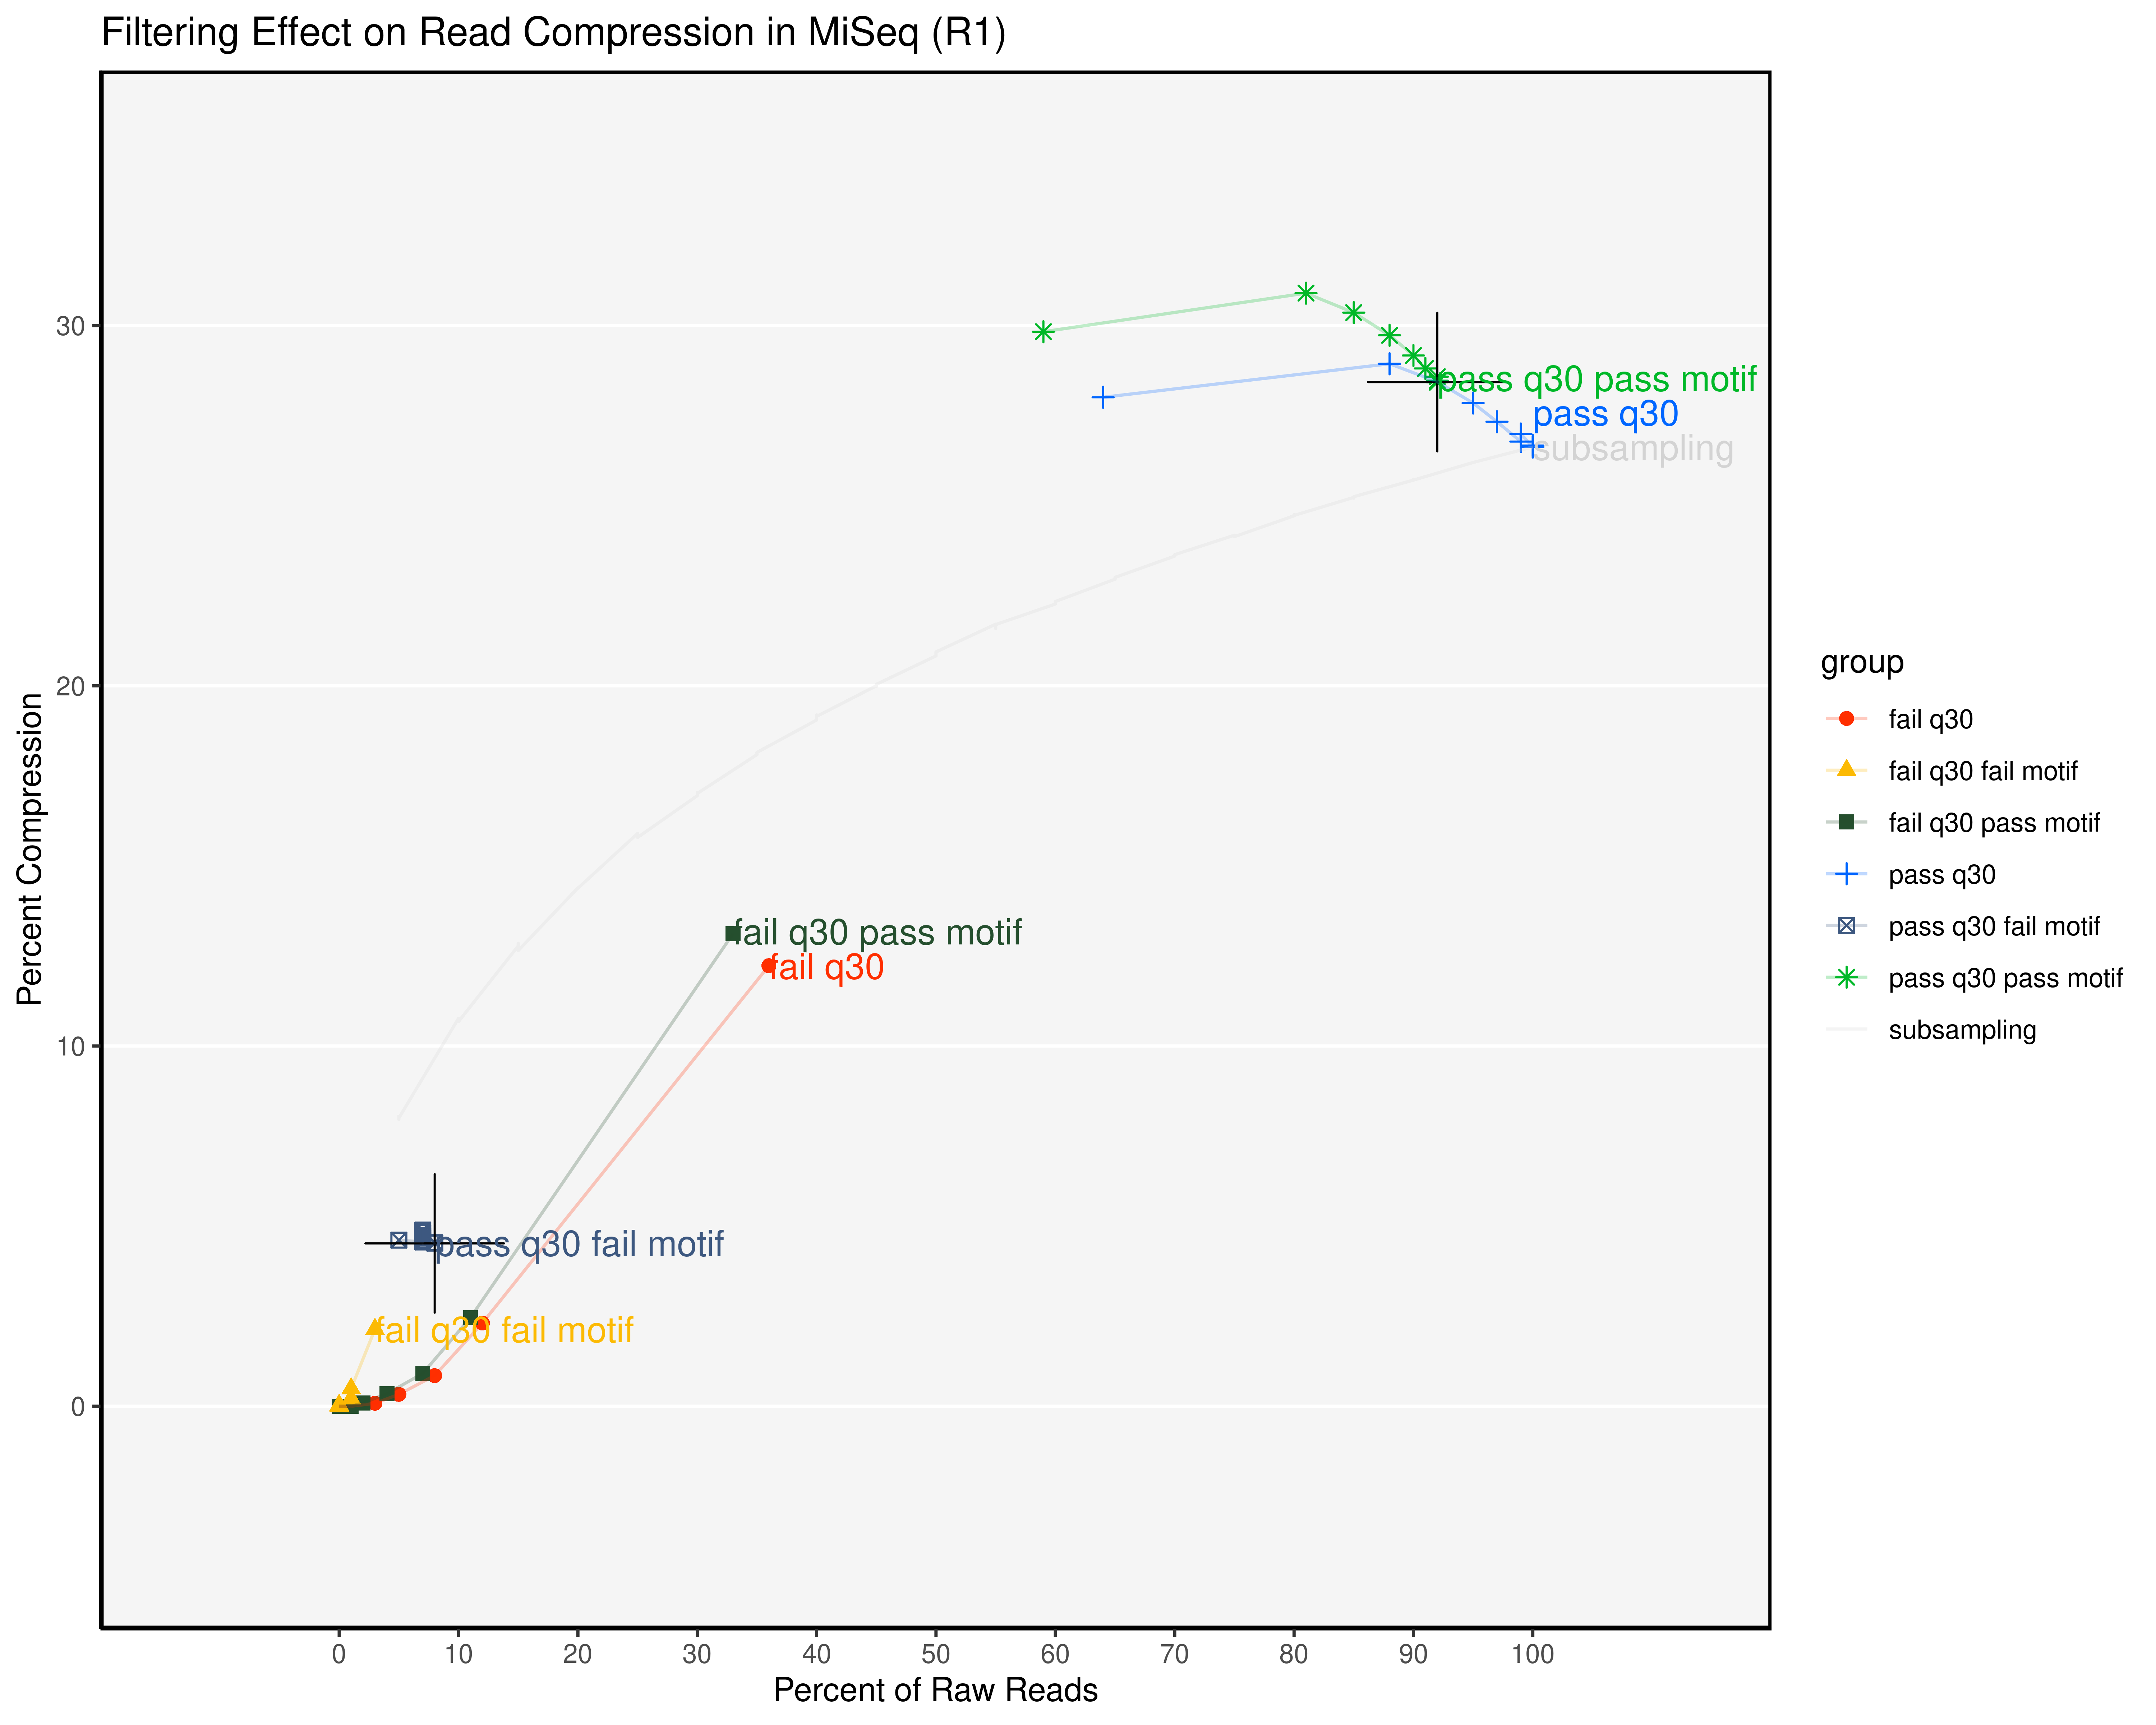 Filtering Effect on Read Compression in MiSeq (R1)
Percent Compression
30
20
10
0
pass q30 pass motif
pass q30
subsampling
fail q30 pass motif
fail q30
pass q30 fail motif
fail q30 fail motif
0 10 20 30 40 50 60 70 80 90 100
Percent of Raw Reads
group
fail q30
fail q30 fail motif
fail q30 pass motif
pass q30
pass q30 fail motif
pass q30 pass motif
subsampling